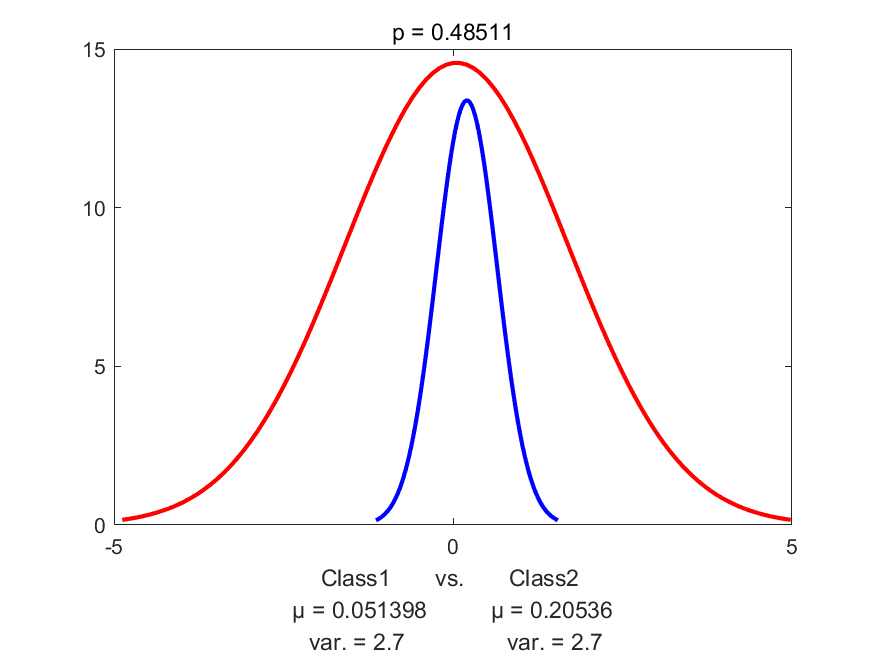 p = 0.48511
15
10
5
0
-5 0 5
Class1 vs. Class2
μ = 0.051398 μ = 0.20536
var. = 2.7 var. = 2.7